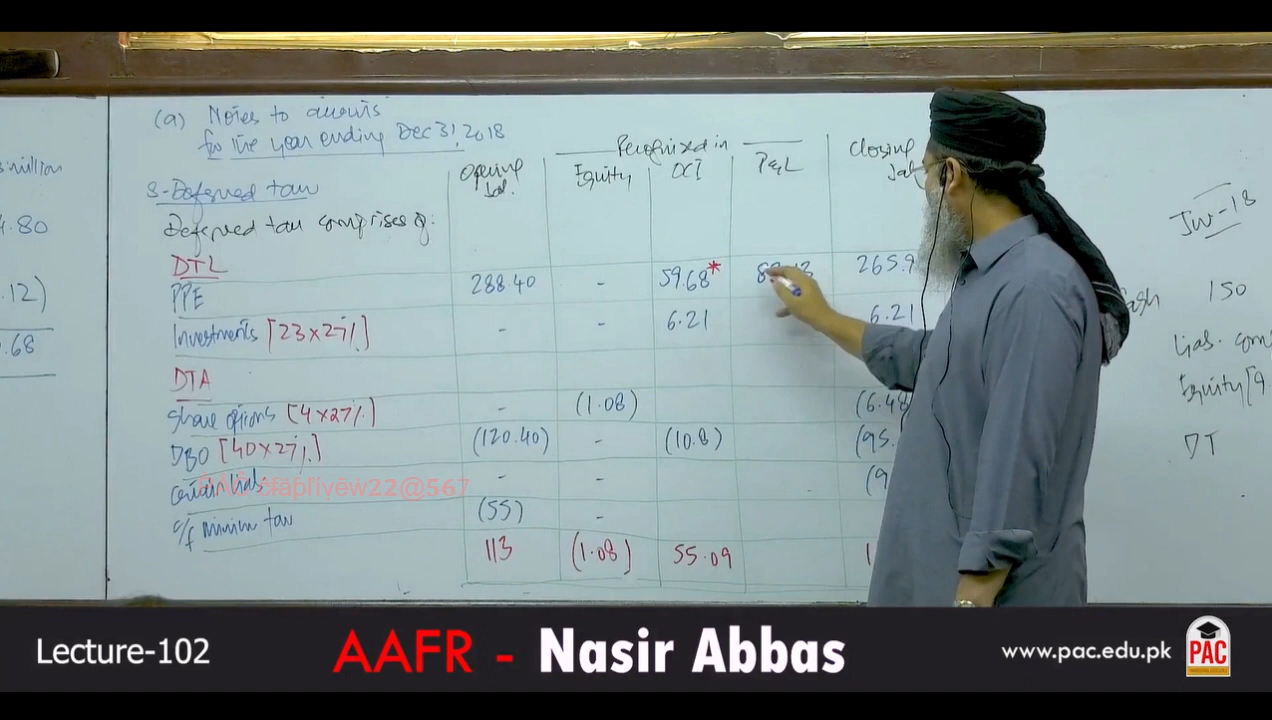 (a) Notes to accounts
for the year ending Dec 31, 2018
Recognized in
Opening Bal. Equity OCI P&L Closing Bal.
3-Deferred tax
Deferred tax comprises of:
DTL
PPE 288.40 - 59.68* 265.9
Investments [23x27%] - - 6.21 6.21
DTA
Share options [4x27%] - (1.08) (6.48
DBO [40x27%] (120.40) - (10.8) (95.
- - (9
c/f minimum tax (55) -
113 (1.08) 55.09 1
million
4.80
.12)
.68
Jun-18
150
Liab. com
Equity [9
DT
Lecture-102
AAFR - Nasir Abbas
www.pac.edu.pk
PAC